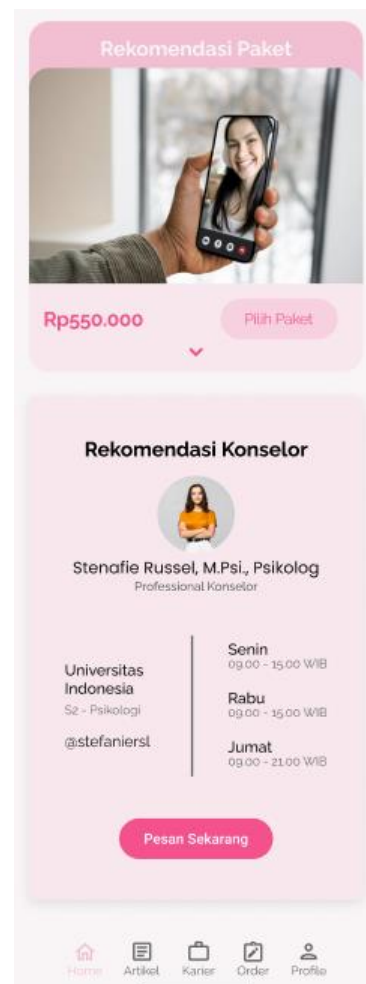 Rekomendasi Paket
Rp550.000
Pilih Paket
Rekomendasi Konselor
Stenafie Russel, M.Psi., Psikolog
Professional Konselor
Universitas
Indonesia
S2 - Psikologi
@stefaniersl
Senin
09.00 - 15.00 WIB
Rabu
09.00 - 15.00 WIB
Jumat
09.00 - 21.00 WIB
Pesan Sekarang
Home Artikel Karier Order Profile